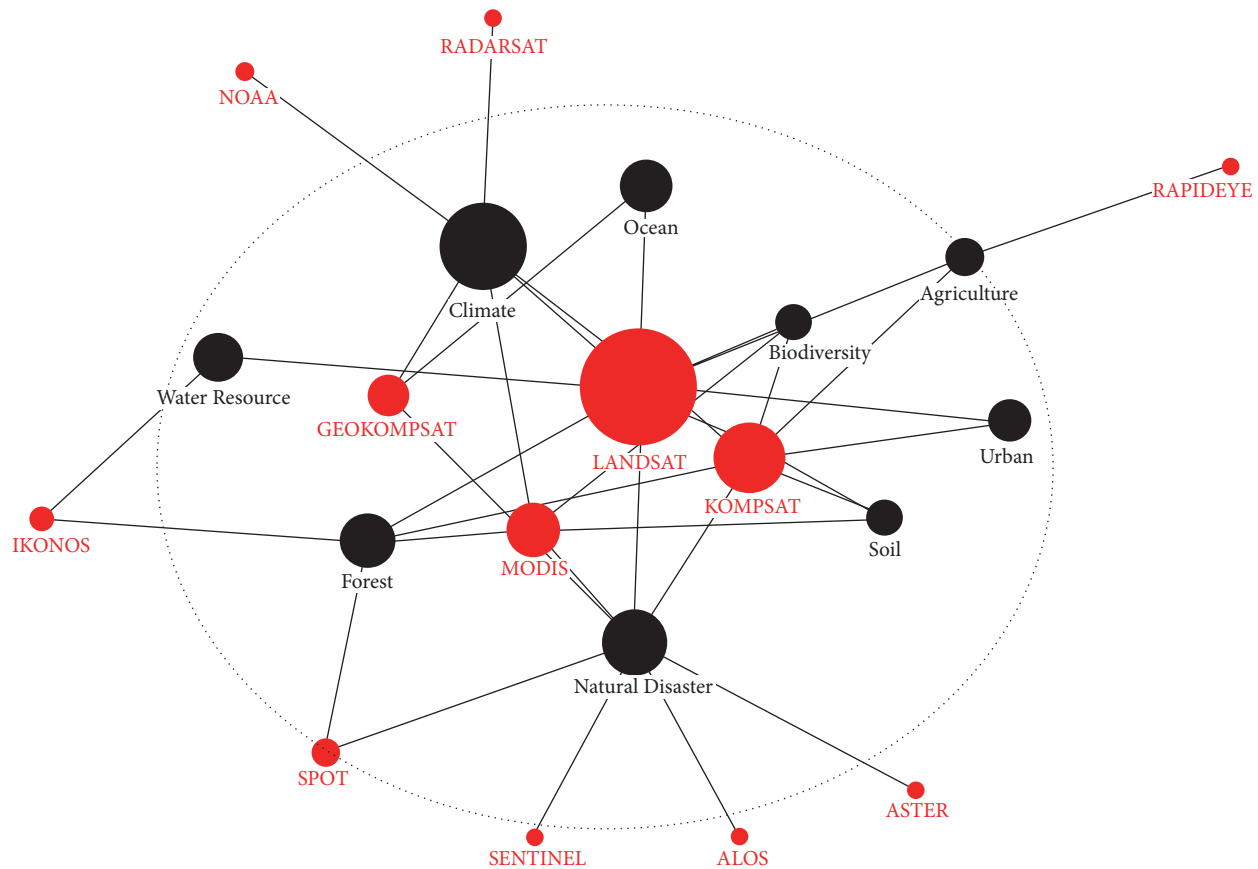 RADARSAT
NOAA
RAPIDEYE
Ocean
Agriculture
Climate
Biodiversity
Water Resource
GEOKOMPSAT
LANDSAT
Urban
KOMPSAT
IKONOS
Soil
MODIS
Forest
Natural Disaster
SPOT
ASTER
SENTINEL
ALOS